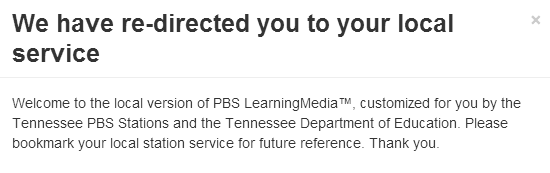 We have re-directed you to your local
service
Welcome to the local version of PBS LearningMedia™, customized for you by the
Tennessee PBS Stations and the Tennessee Department of Education. Please
bookmark your local station service for future reference. Thank you.